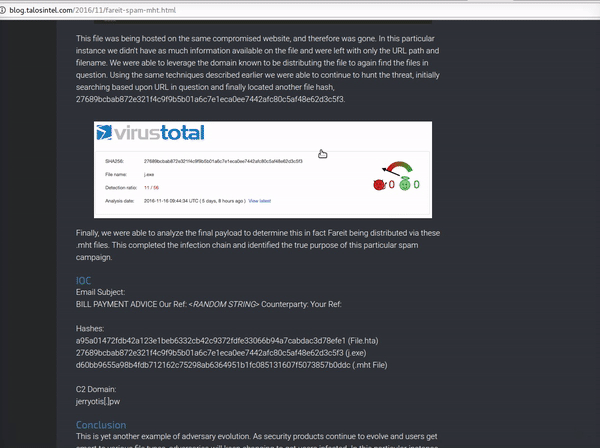 blog.talosintel.com/2016/11/fareit-spam-mht.html
This file was being hosted on the same compromised website, and therefore was gone. In this particular
instance we didn't have as much information available on the file and were left with only the URL path and
filename. We were able to leverage the domain known to be distributing the file to again find the files in
question. Using the same techniques described earlier we were able to continue to hunt the threat, initially
searching based upon URL in question and finally located another file hash,
27689bcbab872e321f4c9f9b5b01a6c7e1eca0ee7442afc80c5af48e62d3c5f3.
virustotal
SHA256: 27689bcbab872e321f4c9f9b5b01a6c7e1eca0ee7442afc80c5af48e62d3c5f3
File name: j.exe
Detection ratio: 11 / 56
0 0
Analysis date: 2016-11-16 09:44:34 UTC ( 5 days, 8 hours ago ) View latest
Finally, we were able to analyze the final payload to determine this in fact Fareit being distributed via these
.mht files. This completed the infection chain and identified the true purpose of this particular spam
campaign.
IOC
Email Subject:
BILL PAYMENT ADVICE Our Ref: <RANDOM STRING> Counterparty: Your Ref:
Hashes:
a95a01472fdb42a123e1beb6332cb42c9372fdfe33066b94a7cabdac3d78efe1 (File.hta)
27689bcbab872e321f4c9f9b5b01a6c7e1eca0ee7442afc80c5af48e62d3c5f3 (j.exe)
d60bb9655a98b4fdb712162c75298ab6364951b1fc085131607f5073857b0ddc (.mht File)
C2 Domain:
jerryotis[.]pw
Conclusion
This is yet another example of adversary evolution. As security products continue to evolve and users get